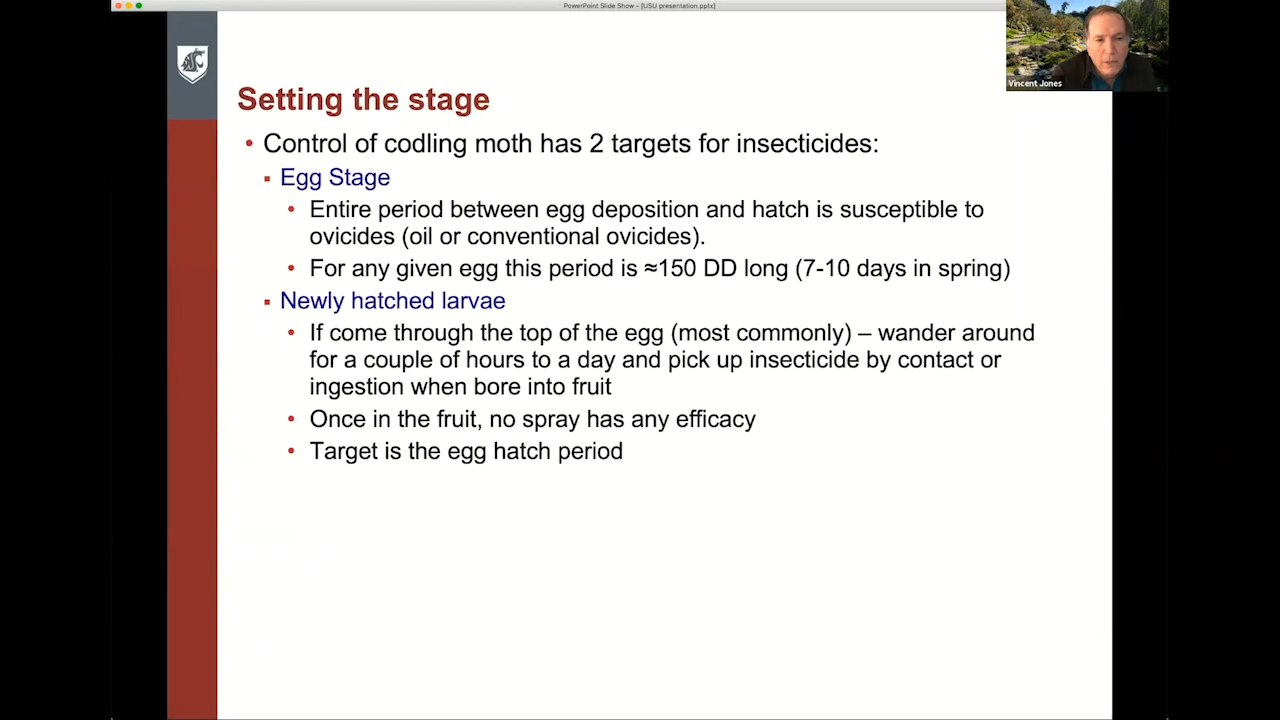 PowerPoint Slide Show - [USU presentation.pptx]
Vincent Jones
Setting the stage
• Control of codling moth has 2 targets for insecticides:
▪ Egg Stage
• Entire period between egg deposition and hatch is susceptible to
ovicides (oil or conventional ovicides).
• For any given egg this period is ≈150 DD long (7-10 days in spring)
▪ Newly hatched larvae
• If come through the top of the egg (most commonly) – wander around
for a couple of hours to a day and pick up insecticide by contact or
ingestion when bore into fruit
• Once in the fruit, no spray has any efficacy
• Target is the egg hatch period